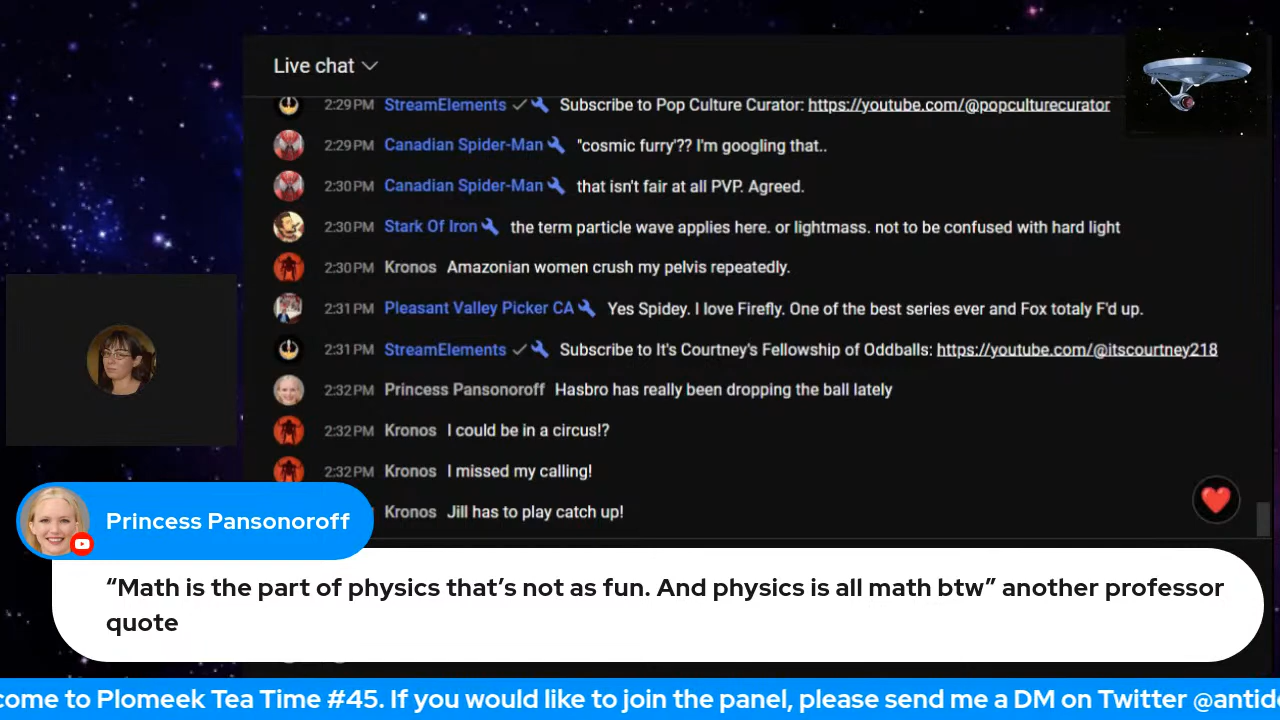 Live chat
2:29 PM StreamElements Subscribe to Pop Culture Curator: https://youtube.com/@popculturecurator
2:29 PM Canadian Spider-Man "cosmic furry'?? I'm googling that..
2:30 PM Canadian Spider-Man that isn't fair at all PVP. Agreed.
2:30 PM Stark Of Iron the term particle wave applies here. or lightmass. not to be confused with hard light
2:30 PM Kronos Amazonian women crush my pelvis repeatedly.
2:31 PM Pleasant Valley Picker CA Yes Spidey. I love Firefly. One of the best series ever and Fox totaly F'd up.
2:31 PM StreamElements Subscribe to It's Courtney's Fellowship of Oddballs: https://youtube.com/@itscourtney218
2:32 PM Princess Pansonoroff Hasbro has really been dropping the ball lately
2:32 PM Kronos I could be in a circus!?
2:32 PM Kronos I missed my calling!
Kronos Jill has to play catch up!
Princess Pansonoroff
“Math is the part of physics that’s not as fun. And physics is all math btw” another professor
quote
come to Plomeek Tea Time #45. If you would like to join the panel, please send me a DM on Twitter @antid